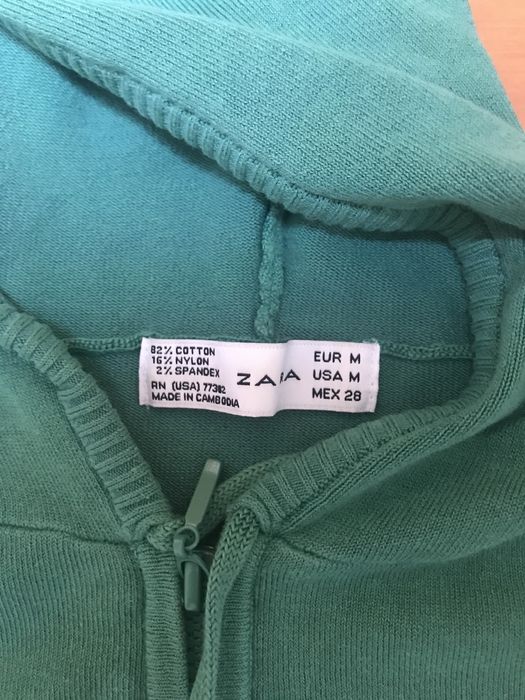 82% COTTON
16% NYLON
2% SPANDEX
RN (USA) 77302
MADE IN CAMBODIA
ZARA
EUR M
USA M
MEX 28